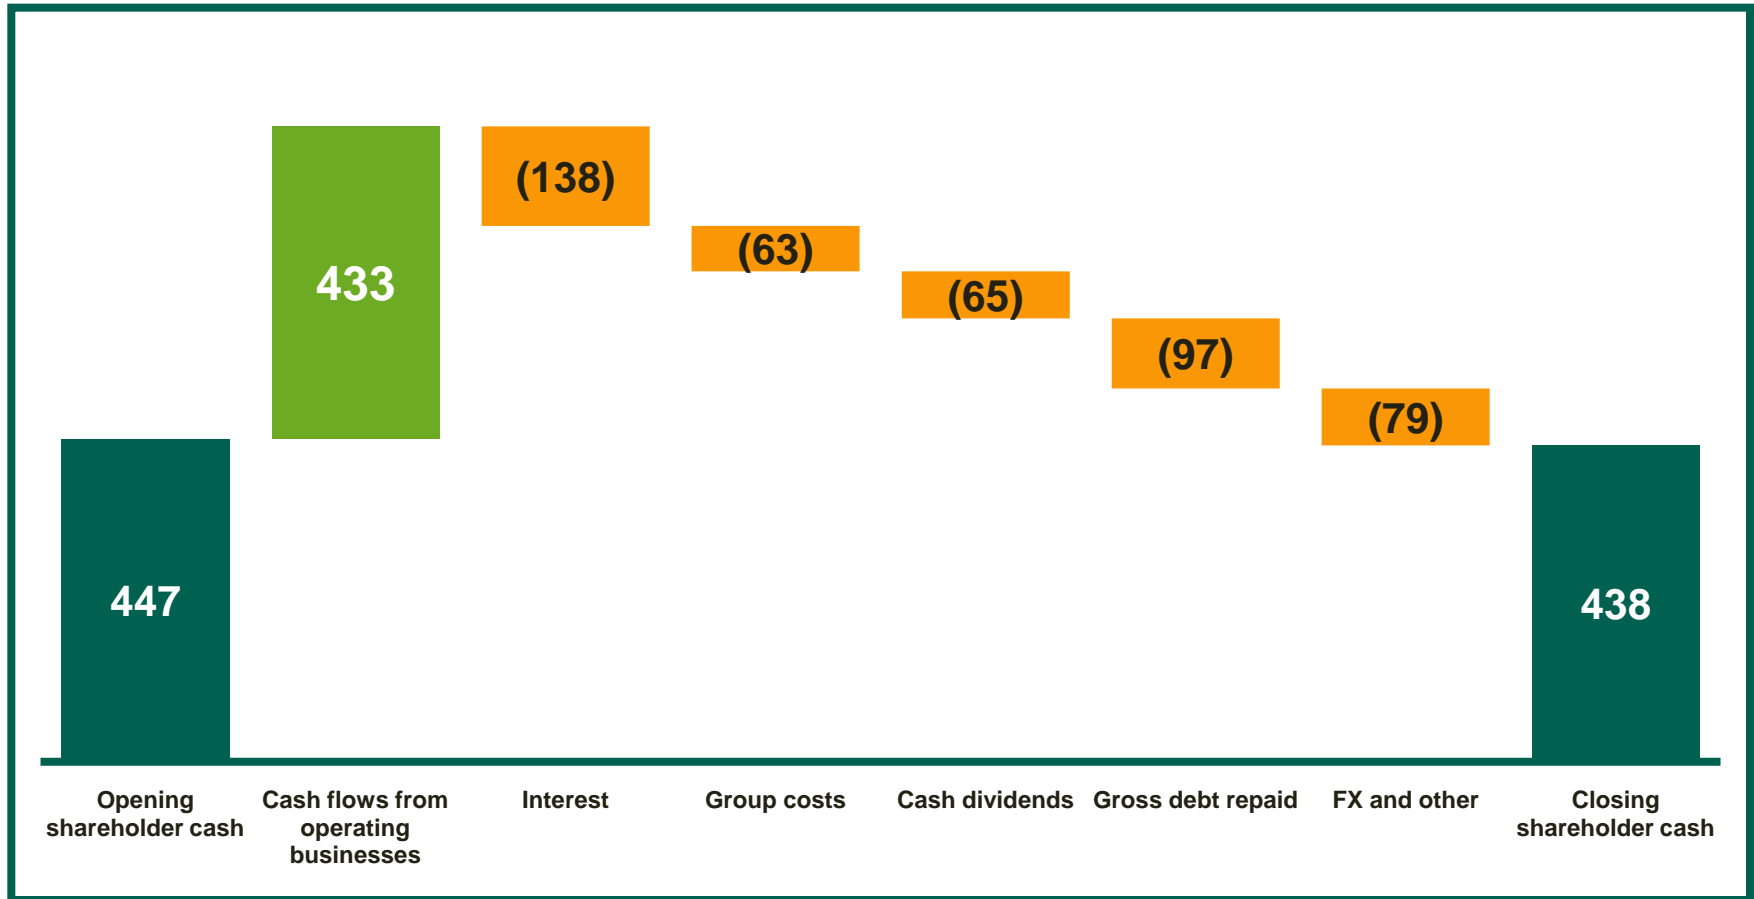 447
433
(138)
(63)
(65)
(97)
(79)
438
Opening
shareholder cash
Cash flows from
operating
businesses
Interest
Group costs
Cash dividends
Gross debt repaid
FX and other
Closing
shareholder cash